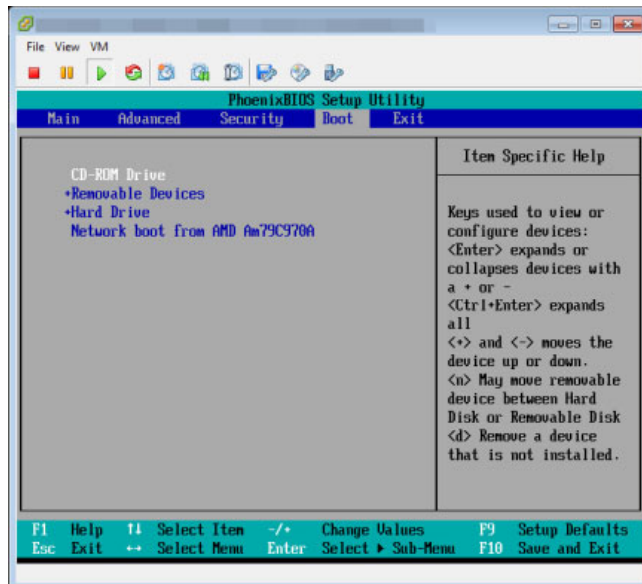 File View VM
PhoenixBIOS Setup Utility
Main Advanced Security Boot Exit
CD-ROM Drive
+Removable Devices
+Hard Drive
Network boot from AMD Am79C970A
Item Specific Help
Keys used to view or
configure devices:
<Enter> expands or
collapses devices with
a + or -
<Ctrl+Enter> expands
all
<+> and <-> moves the
device up or down.
<n> May move removable
device between Hard
Disk or Removable Disk
<d> Remove a device
that is not installed.
F1 Help ↑↓ Select Item -/+ Change Values F9 Setup Defaults
Esc Exit ↔ Select Menu Enter Select ▶ Sub-Menu F10 Save and Exit